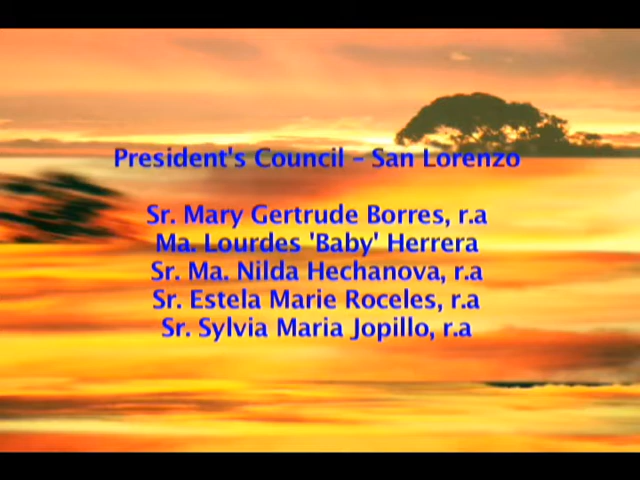 President's Council - San Lorenzo
Sr. Mary Gertrude Borres, r.a
Ma. Lourdes 'Baby' Herrera
Sr. Ma. Nilda Hechanova, r.a
Sr. Estela Marie Roceles, r.a
Sr. Sylvia Maria Jopillo, r.a